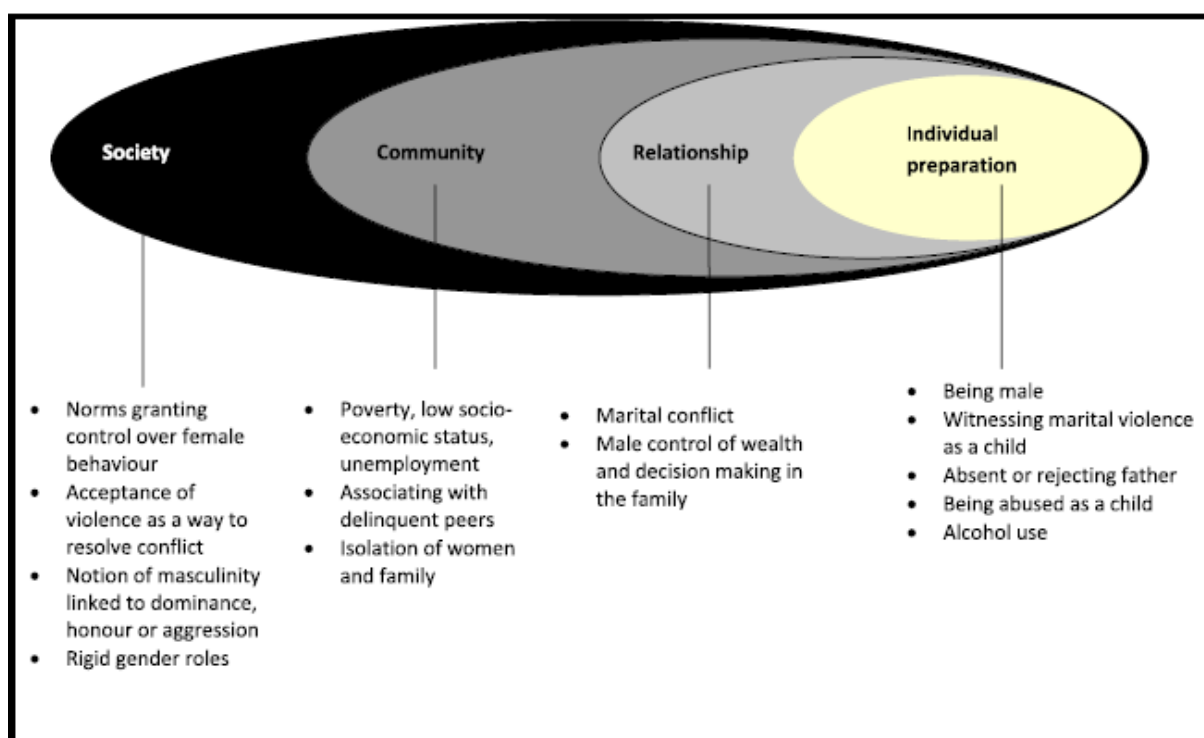 Society
Community
Relationship
Individual
preparation
• Norms granting
control over female
behaviour
• Acceptance of
violence as a way to
resolve conflict
• Notion of masculinity
linked to dominance,
honour or aggression
• Rigid gender roles
• Poverty, low socio-
economic status,
unemployment
• Associating with
delinquent peers
• Isolation of women
and family
• Marital conflict
• Male control of wealth
and decision making in
the family
• Being male
• Witnessing marital violence
as a child
• Absent or rejecting father
• Being abused as a child
• Alcohol use